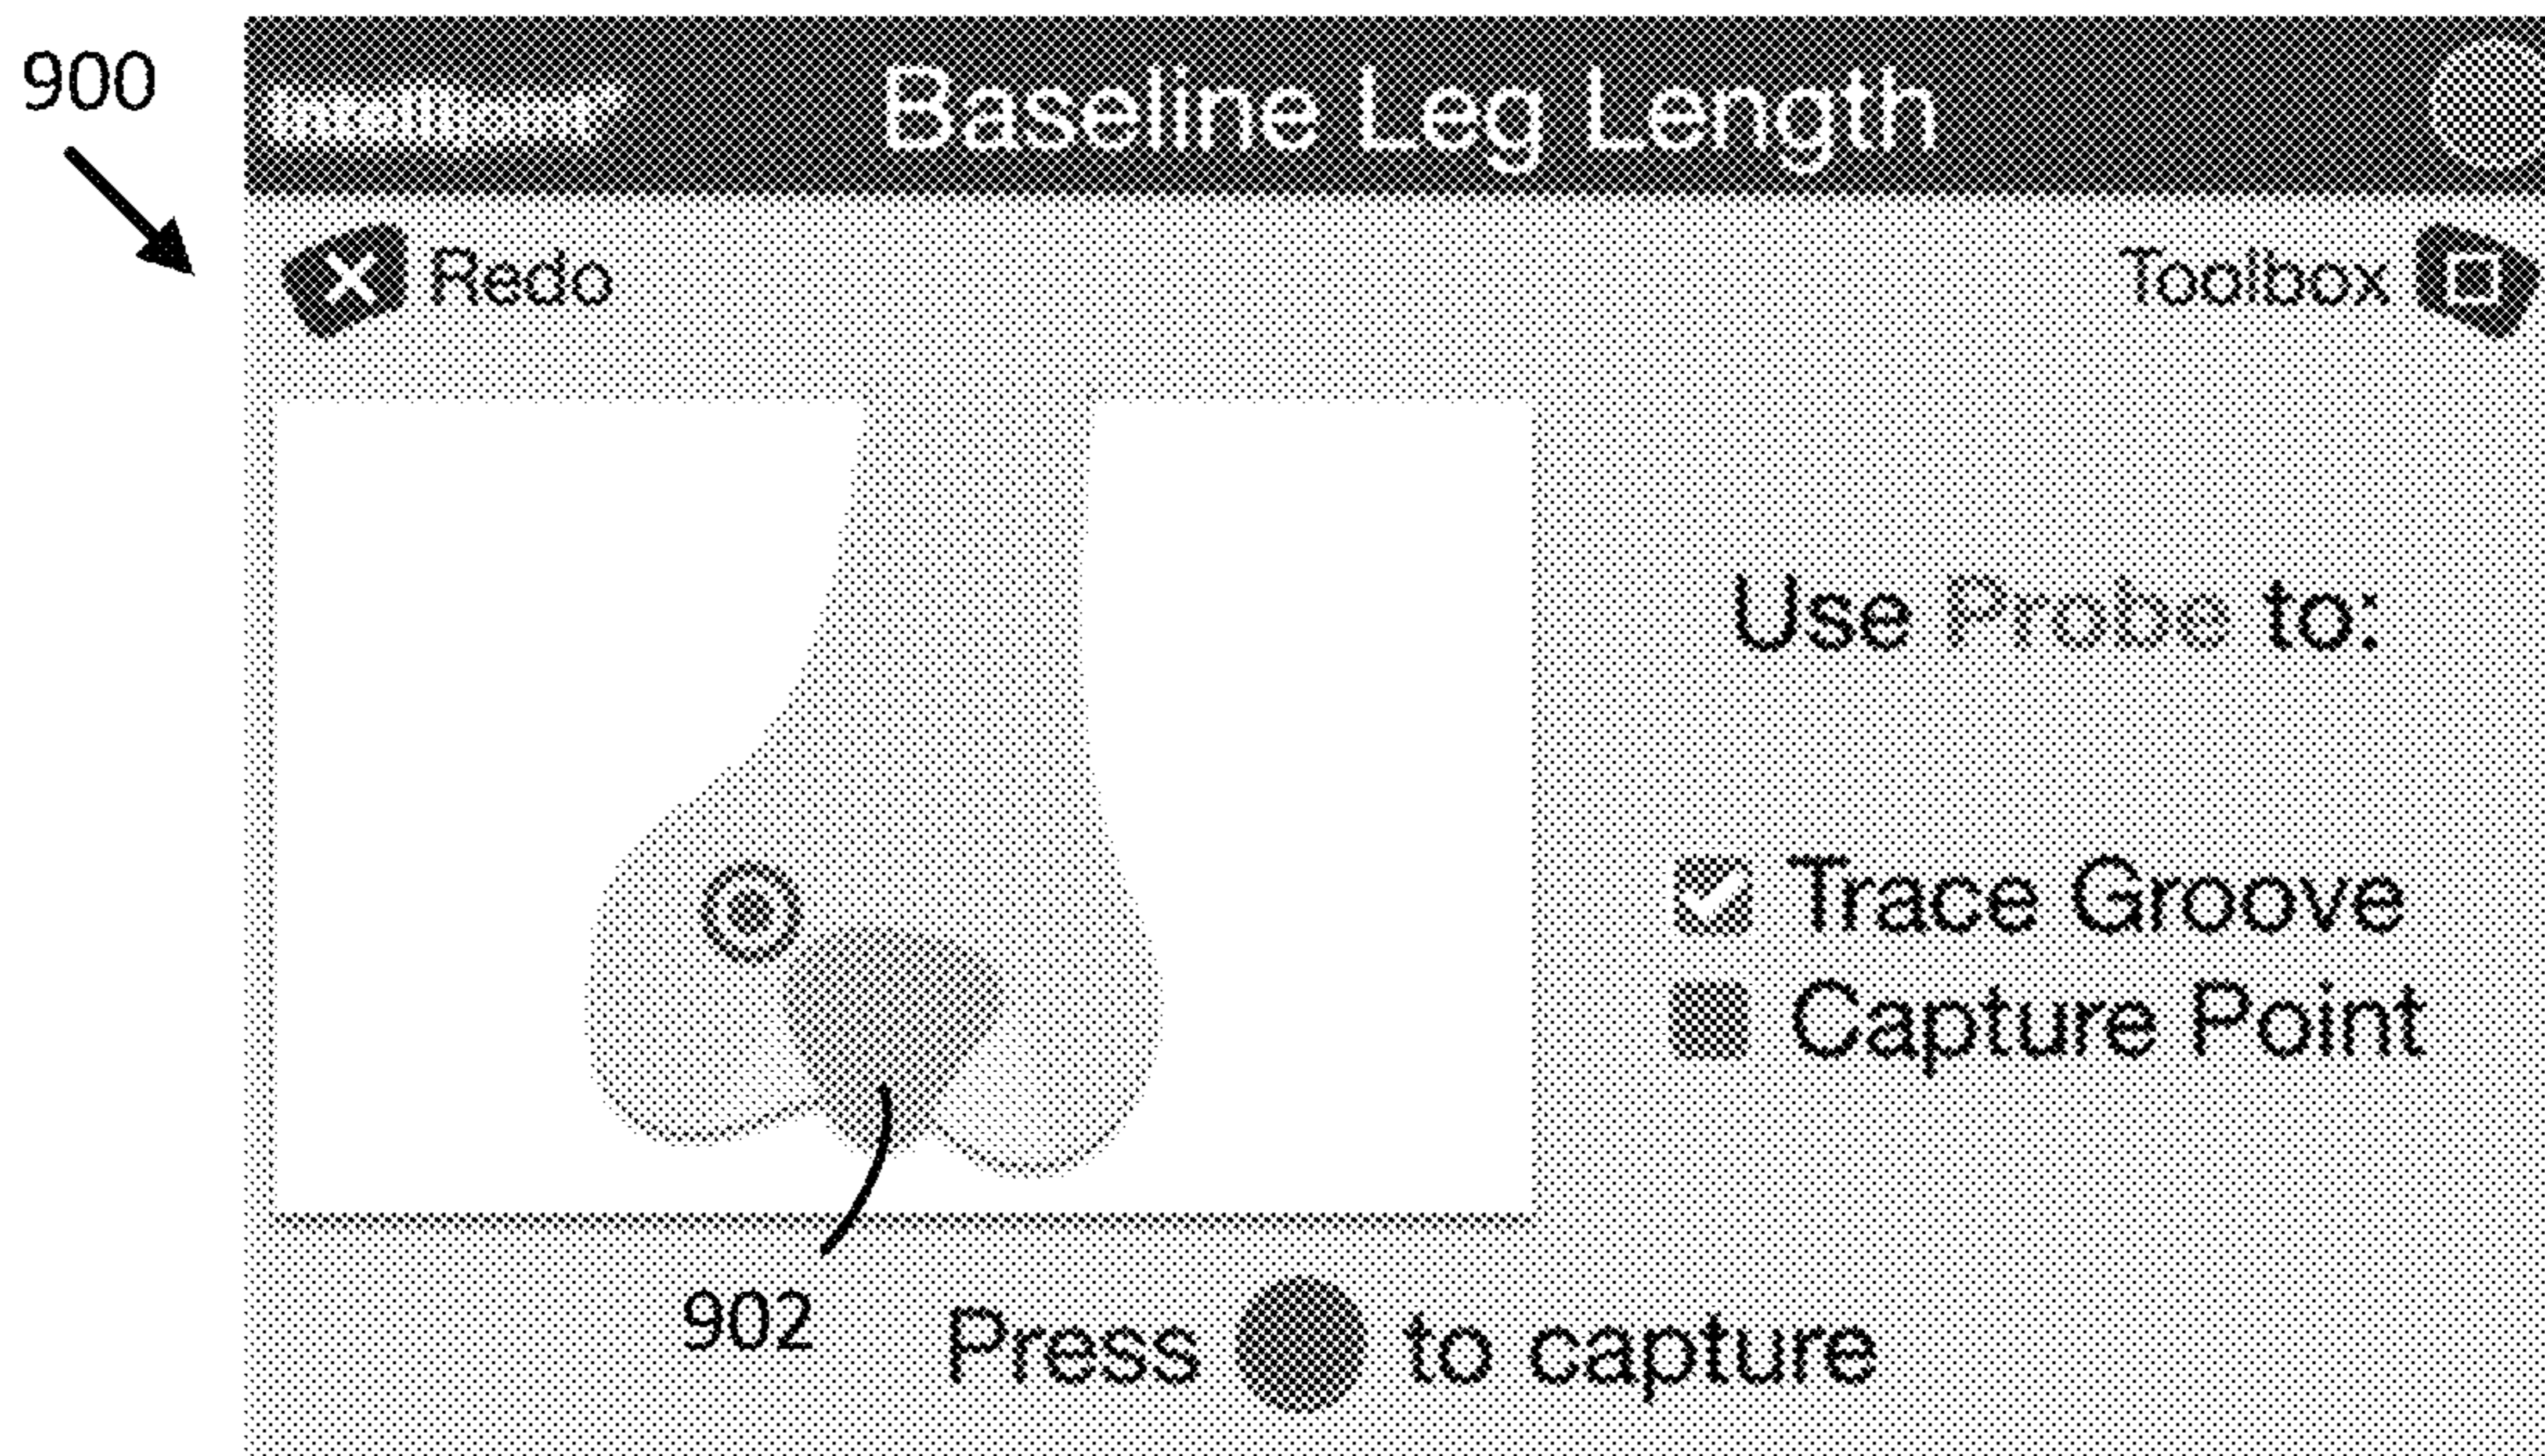 900
Baseline Leg Length
Redo
Toolbox
Use Probe to:
Trace Groove
Capture Point
902
Press to capture